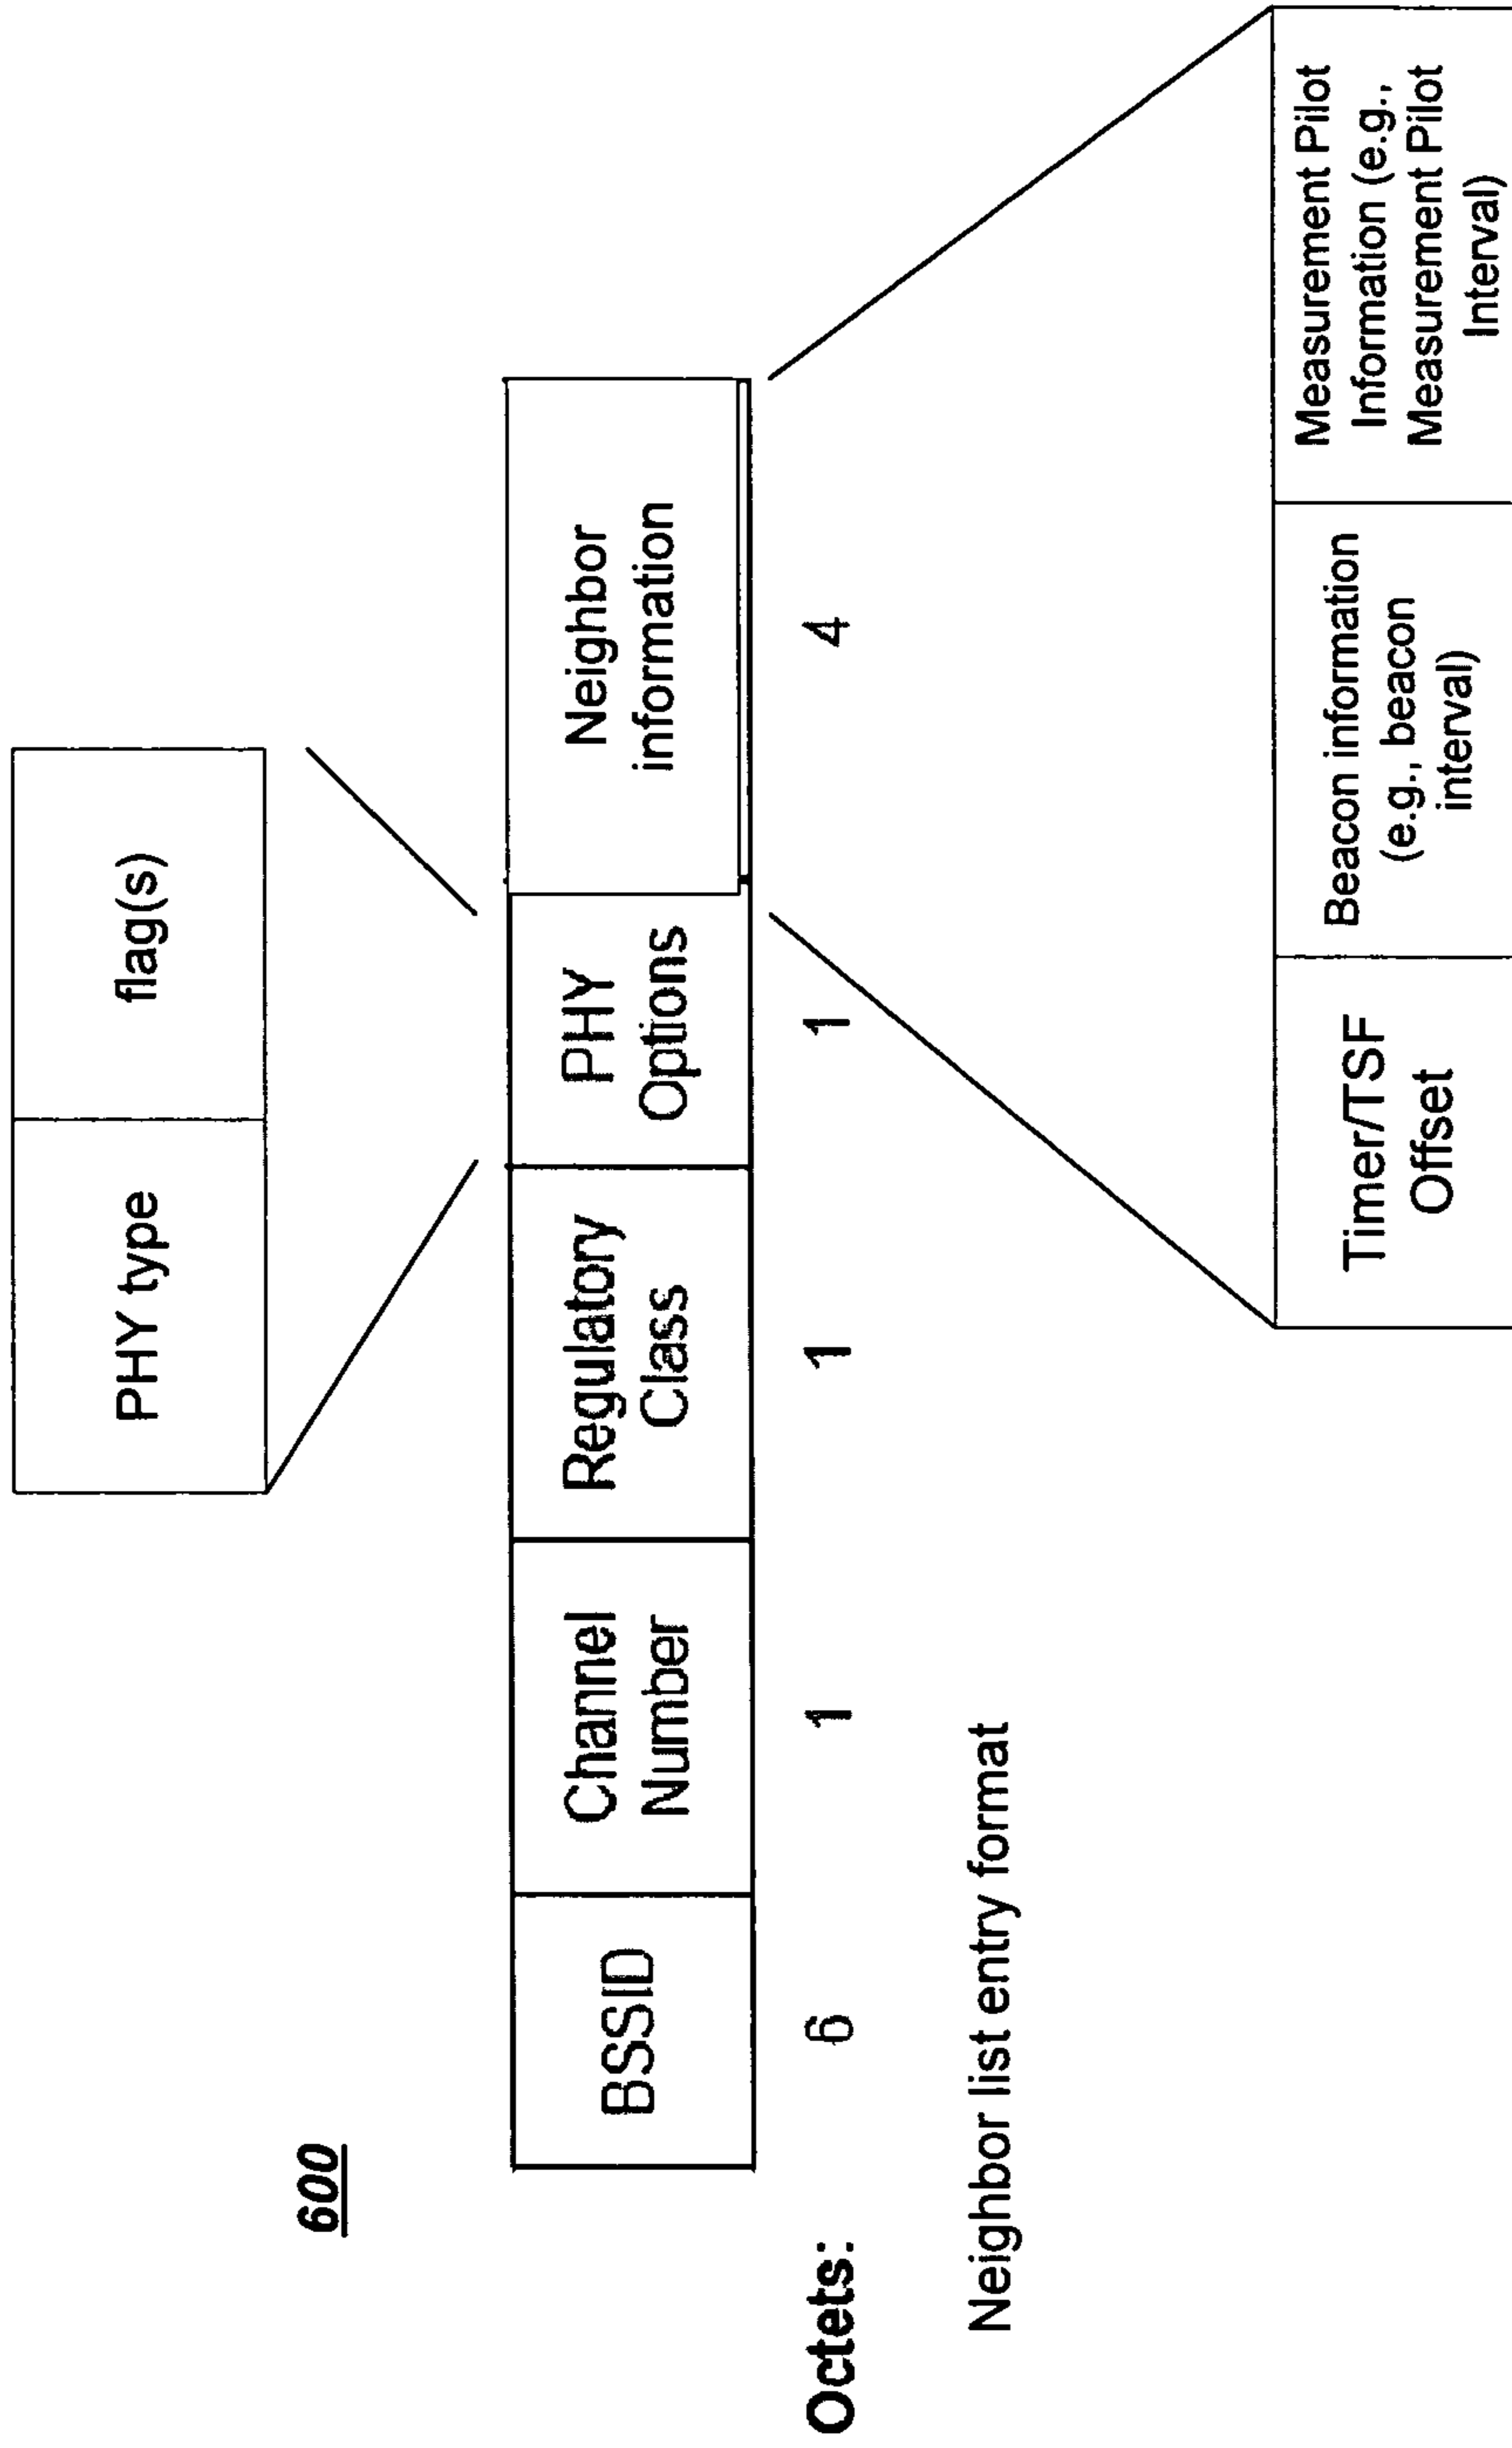 600
PHY type
flag(s)
BSSID
Channel
Number
Regulatory
Class
PHY
Options
Neighbor
information
Octets:
6
1
1
1
4
Neighbor list entry format
Timer/TSF
Offset
Beacon information
(e.g., beacon
interval)
Measurement Pilot
Information (e.g.,
Measurement Pilot
Interval)